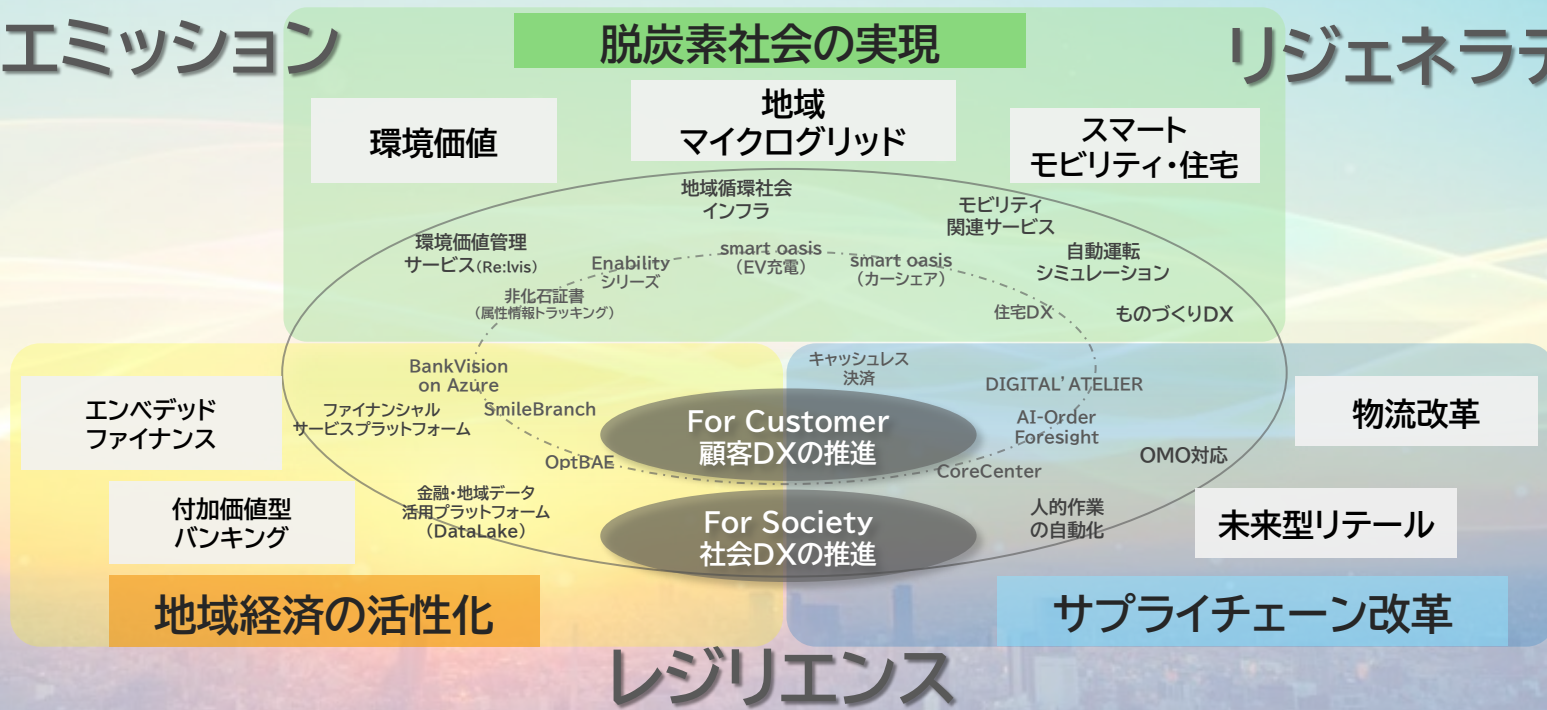 エミッション
脱炭素社会の実現
リジェネラテ
環境価値
地域
マイクログリッド
スマート
モビリティ・住宅
地域循環社会
インフラ
モビリティ
関連サービス
環境価値管理
サービス(Re:lvis)
Enability
シリーズ
smart oasis
(EV充電)
smart oasis
(カーシェア)
自動運転
シミュレーション
非化石証書
(属性情報トラッキング)
住宅DX
ものづくりDX
BankVision
on Azure
キャッシュレス
決済
DIGITAL'ATELIER
エンベデッド
ファイナンス
ファイナンシャル
サービスプラットフォーム
SmileBranch
For Customer
顧客DXの推進
AI-Order
Foresight
物流改革
OptBAE
CoreCenter
OMO対応
付加価値型
バンキング
金融・地域データ
活用プラットフォーム
(DataLake)
For Society
社会DXの推進
人的作業
の自動化
未来型リテール
地域経済の活性化
サプライチェーン改革
レジリエンス